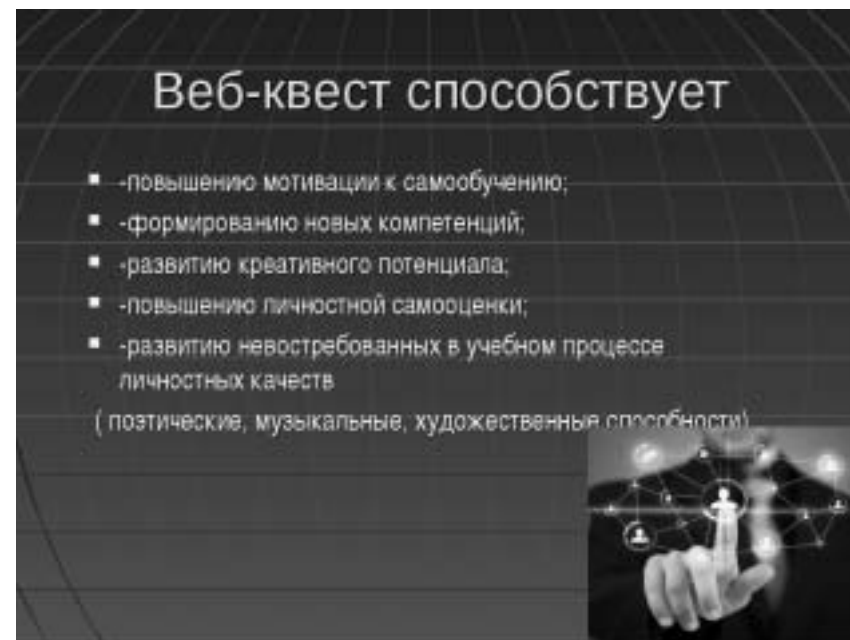 Веб-квест способствует
-повышению мотивации к самообучению;
-формированию новых компетенций;
-развитию креативного потенциала;
-повышению личностной самооценки;
-развитию невостребованных в учебном процессе
личностных качеств
( поэтические, музыкальные, художественные способности)